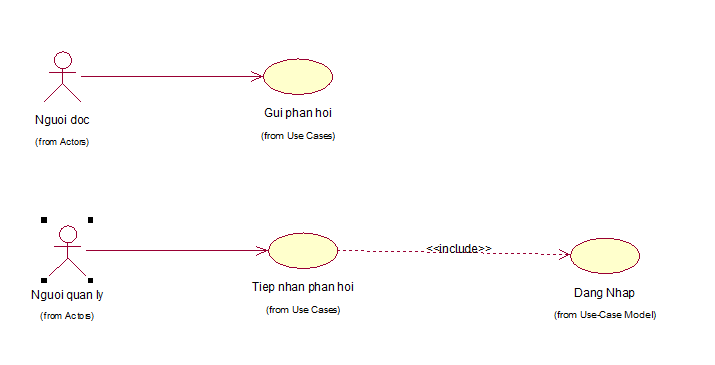 Nguoi doc
(from Actors)
Gui phan hoi
(from Use Cases)
Nguoi quan ly
(from Actors)
Tiep nhan phan hoi
(from Use Cases)
<<include>>
Dang Nhap
(from Use-Case Model)